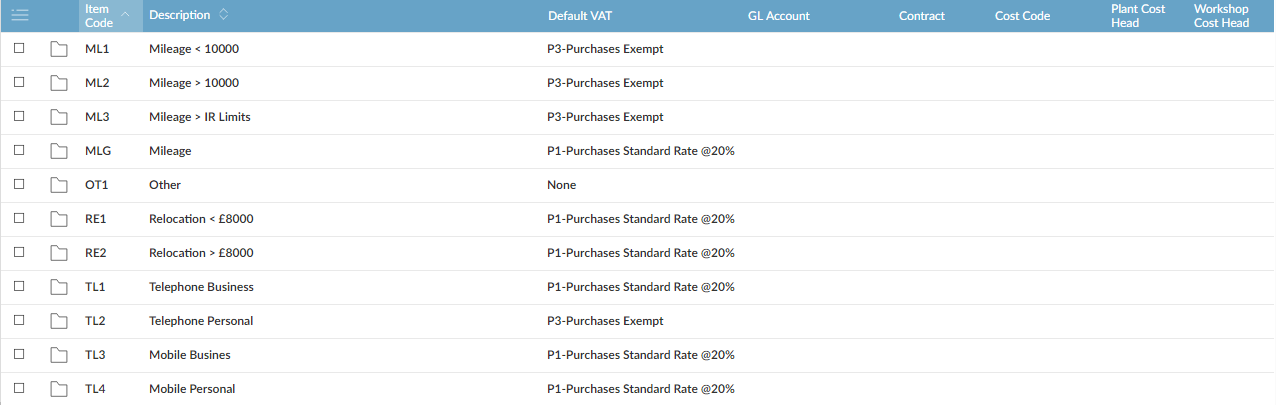 Item Code Description Default VAT GL Account Contract Cost Code Plant Cost Head Workshop Cost Head
ML1 Mileage < 10000 P3-Purchases Exempt
ML2 Mileage > 10000 P3-Purchases Exempt
ML3 Mileage > IR Limits P3-Purchases Exempt
MLG Mileage P1-Purchases Standard Rate @20%
OT1 Other None
RE1 Relocation < £8000 P1-Purchases Standard Rate @20%
RE2 Relocation > £8000 P1-Purchases Standard Rate @20%
TL1 Telephone Business P1-Purchases Standard Rate @20%
TL2 Telephone Personal P3-Purchases Exempt
TL3 Mobile Busines P1-Purchases Standard Rate @20%
TL4 Mobile Personal P1-Purchases Standard Rate @20%